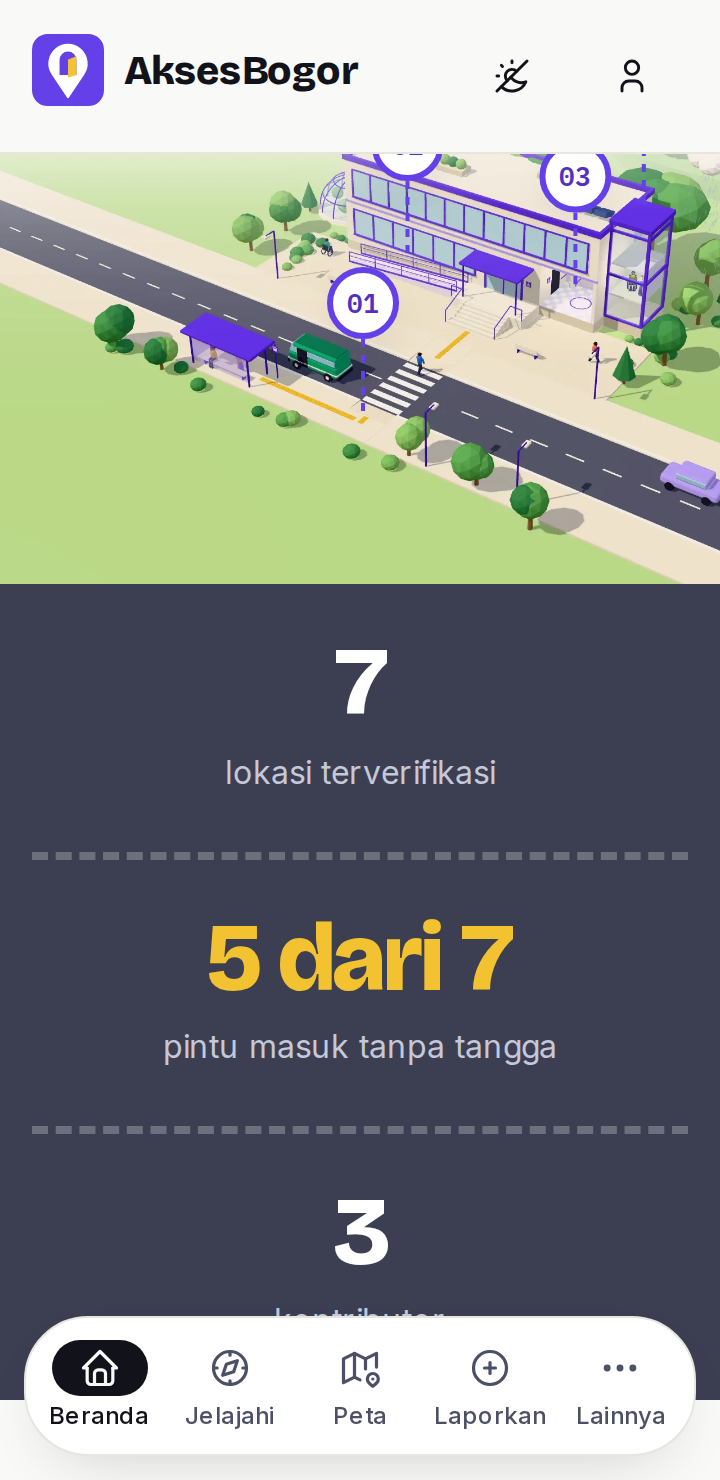 AksesBogor
03
01
7
lokasi terverifikasi
5 dari 7
pintu masuk tanpa tangga
3
kontributor
Beranda
Jelajahi
Peta
Laporkan
Lainnya